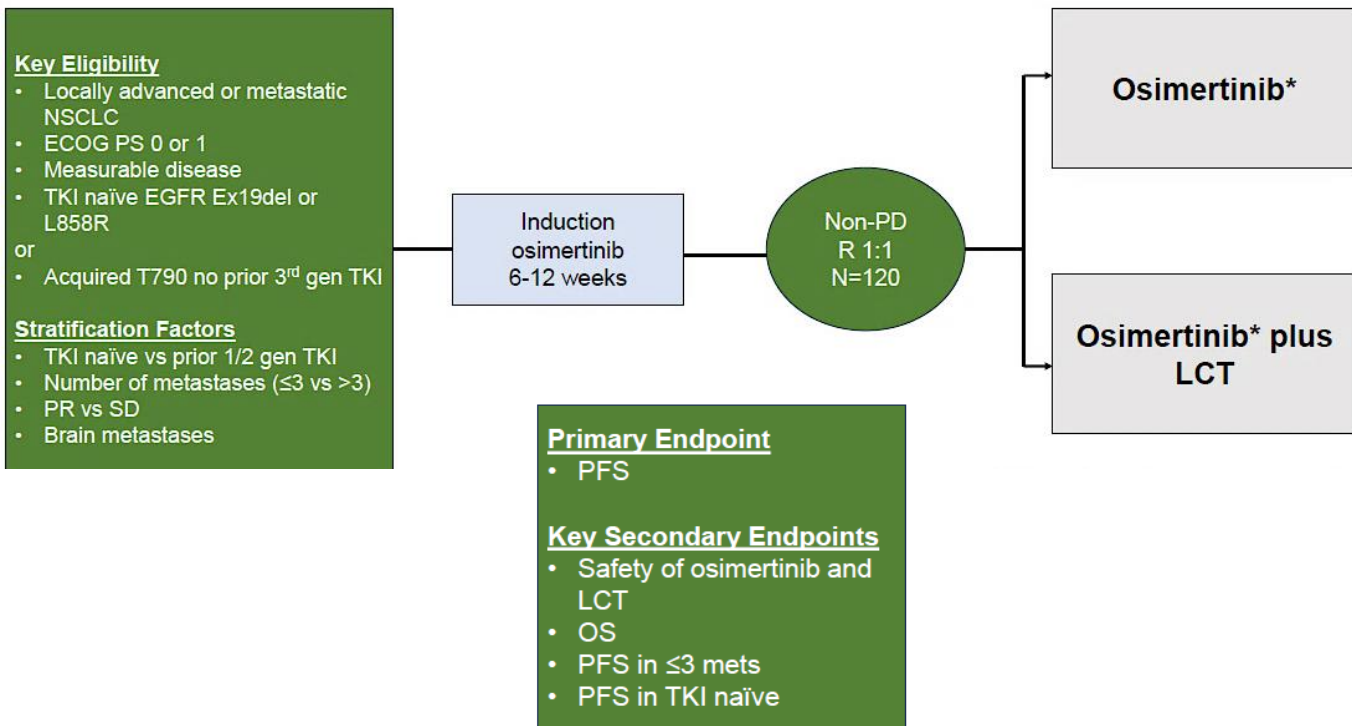 Key Eligibility
• Locally advanced or metastatic
NSCLC
• ECOG PS 0 or 1
• Measurable disease
• TKI naïve EGFR Ex19del or
L858R
or
• Acquired T790 no prior 3rd gen TKI
Stratification Factors
• TKI naïve vs prior 1/2 gen TKI
• Number of metastases (≤3 vs >3)
• PR vs SD
• Brain metastases
Induction
osimertinib
6-12 weeks
Non-PD
R 1:1
N=120
Osimertinib*
Osimertinib* plus
LCT
Primary Endpoint
• PFS
Key Secondary Endpoints
• Safety of osimertinib and
LCT
• OS
• PFS in ≤3 mets
• PFS in TKI naïve